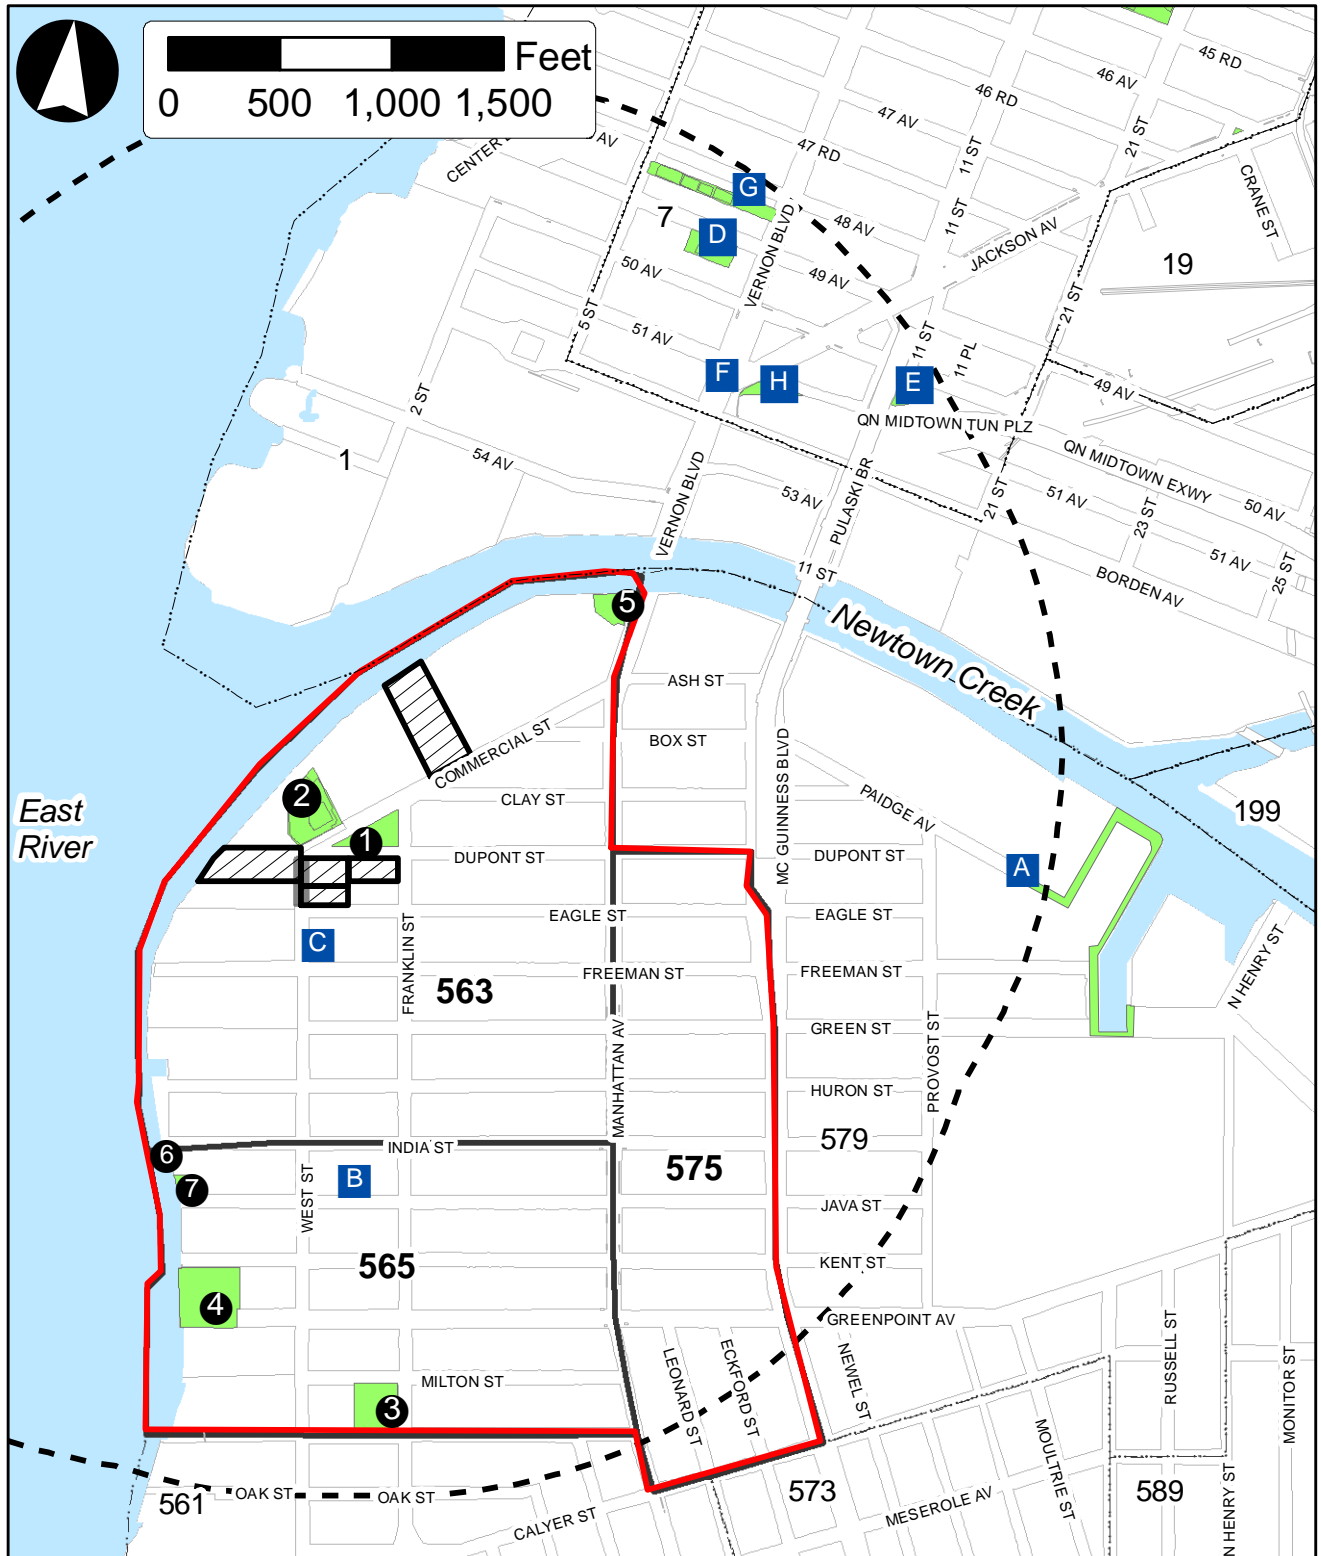 Feet
0 500 1,000 1,500
45 RD
46 AV
46 RD
47 AV
47 RD
21 ST
11 ST
CENTER
AV
CRANE ST
G
7
D
VERNON BLVD
48 AV
11 ST
JACKSON AV
19
50 AV
49 AV
21 ST
5 ST
51 AV
11 ST
11 PL
F
H
E
49 AV
2 ST
QN MIDTOWN TUN PLZ
1
54 AV
QN MIDTOWN EXWY
VERNON BLVD
53 AV
PULASKI BR
21 ST
51 AV
23 ST
50 AV
51 AV
25 ST
11 ST
BORDEN AV
5
Newtown Creek
ASH ST
BOX ST
COMMERCIAL ST
MC GUINNESS BLVD
2
CLAY ST
PAIDGE AV
East
River
199
1
DUPONT ST
DUPONT ST
A
EAGLE ST
EAGLE ST
C
FRANKLIN ST
FREEMAN ST
FREEMAN ST
N HENRY ST
563
GREEN ST
PROVOST ST
MANHATTAN AV
HURON ST
6
INDIA ST
579
7
WEST ST
B
575
JAVA ST
565
KENT ST
4
GREENPOINT AV
RUSSELL ST
LEONARD ST
ECKFORD ST
NEWEL ST
MILTON ST
3
MONITOR ST
MOULTRIE ST
561
OAK ST
OAK ST
573
589
CALYER ST
MESEROLE AV
N HENRY ST